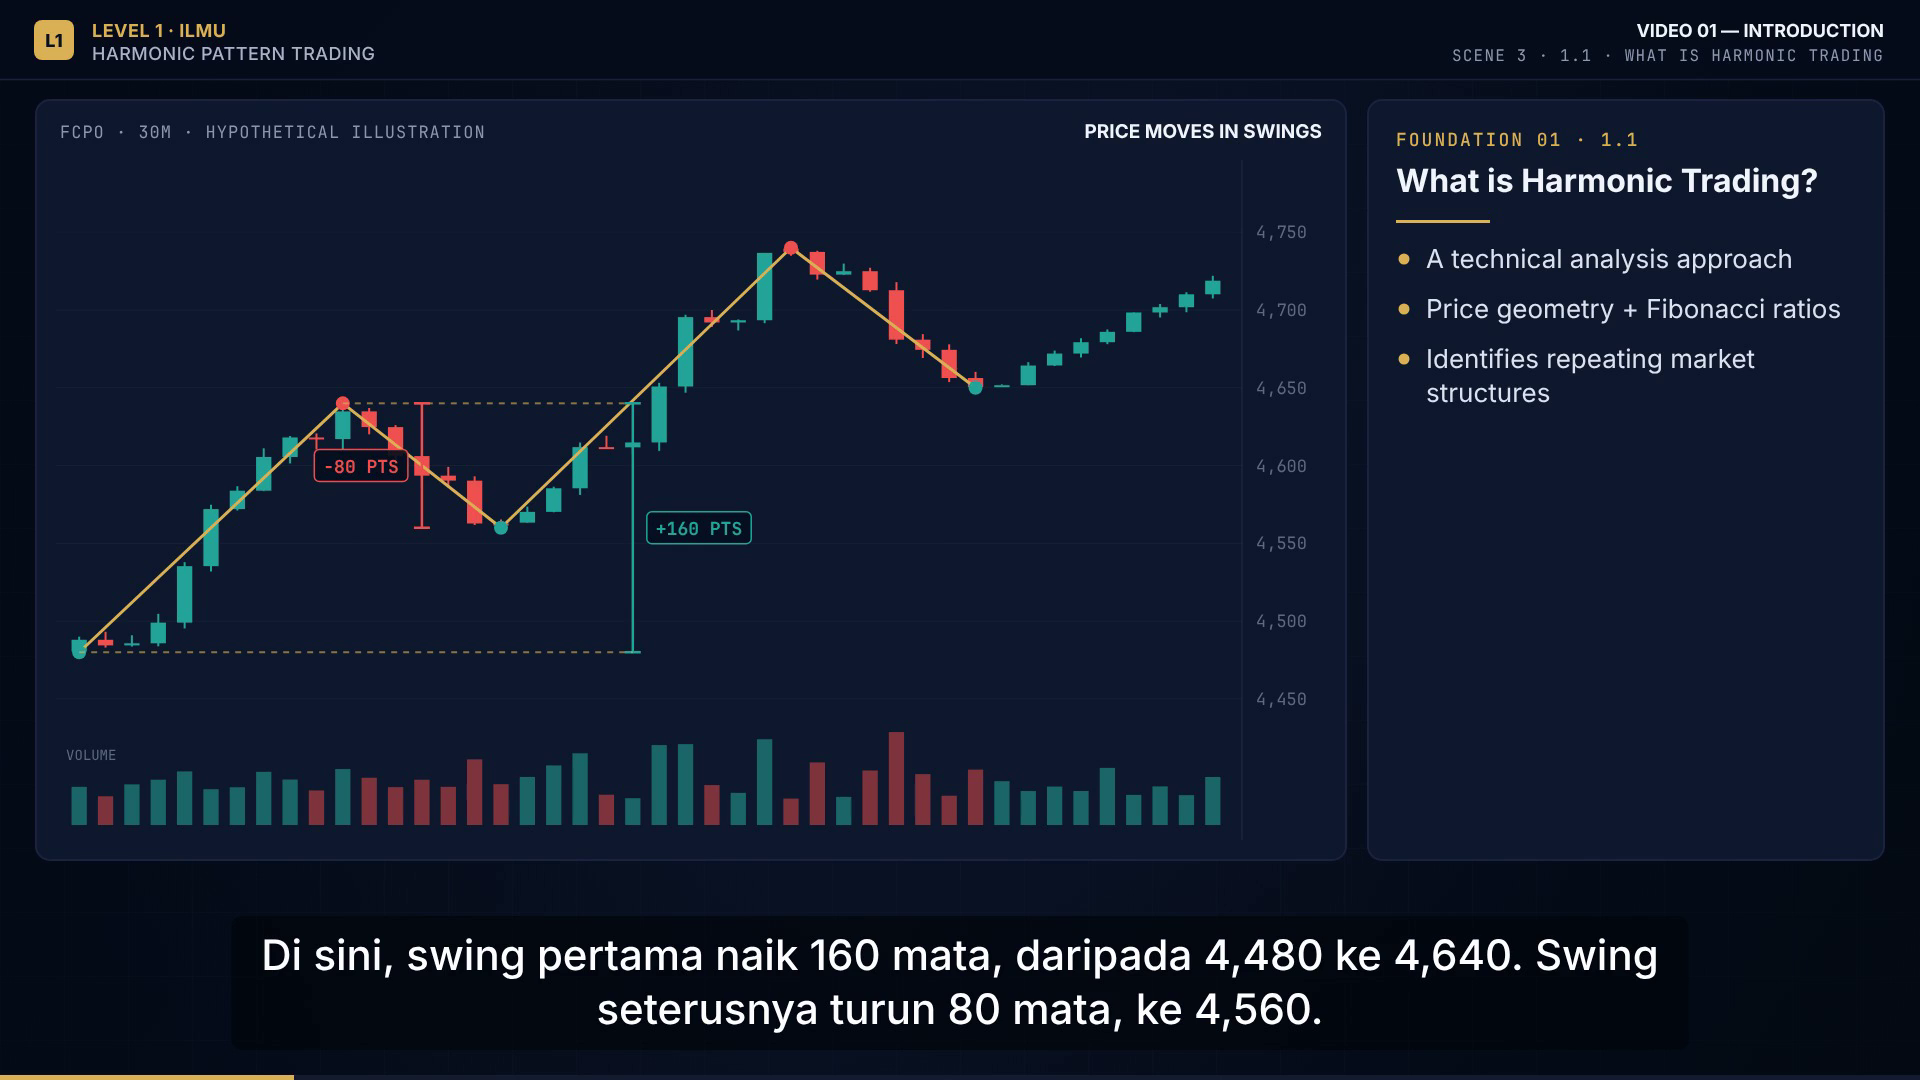 L1
LEVEL 1 · ILMU
HARMONIC PATTERN TRADING
VIDEO 01 — INTRODUCTION
SCENE 3 · 1.1 · WHAT IS HARMONIC TRADING
FCPO · 30M · HYPOTHETICAL ILLUSTRATION
PRICE MOVES IN SWINGS
4,750
4,700
4,650
4,600
4,550
4,500
4,450
-80 PTS
+160 PTS
VOLUME
FOUNDATION 01 · 1.1
What is Harmonic Trading?
A technical analysis approach
Price geometry + Fibonacci ratios
Identifies repeating market
structures
Di sini, swing pertama naik 160 mata, daripada 4,480 ke 4,640. Swing
seterusnya turun 80 mata, ke 4,560.